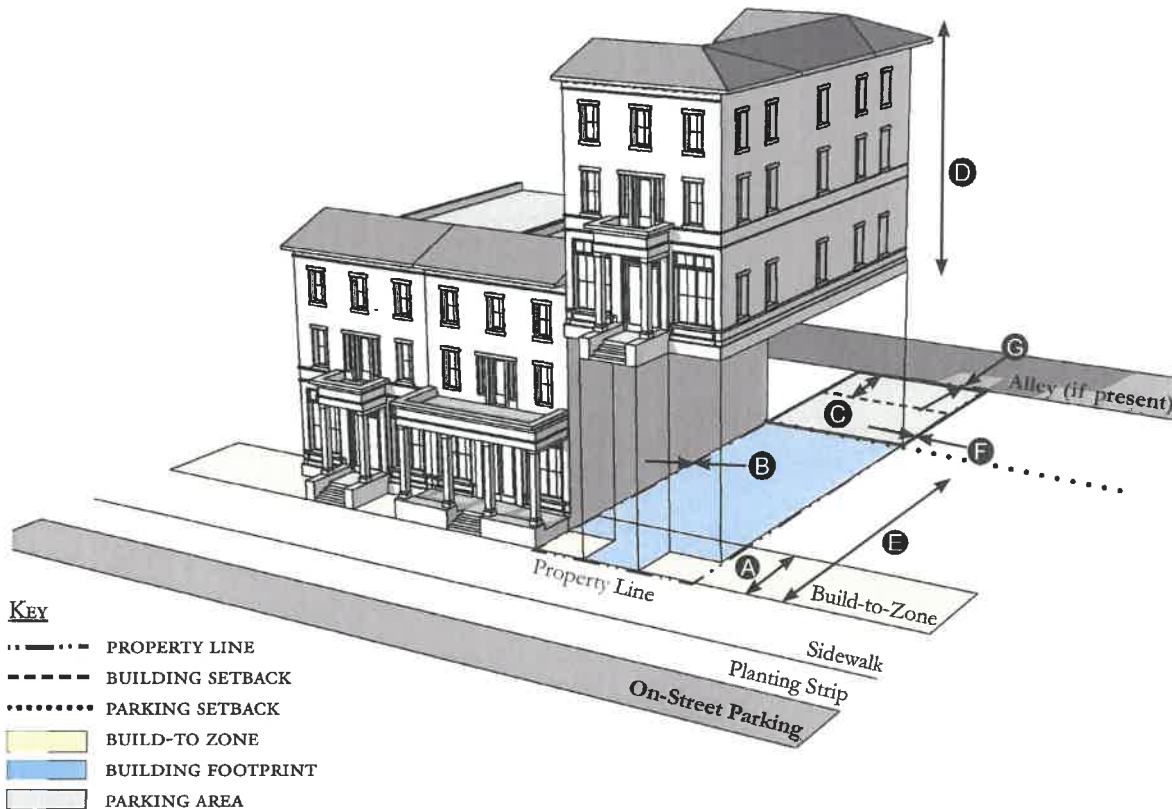 D
G
Alley (if present)
C
F
B
E
A
Property Line
Build-to-Zone
Sidewalk
Planting Strip
On-Street Parking
KEY
PROPERTY LINE
BUILDING SETBACK
PARKING SETBACK
BUILD-TO ZONE
BUILDING FOOTPRINT
PARKING AREA